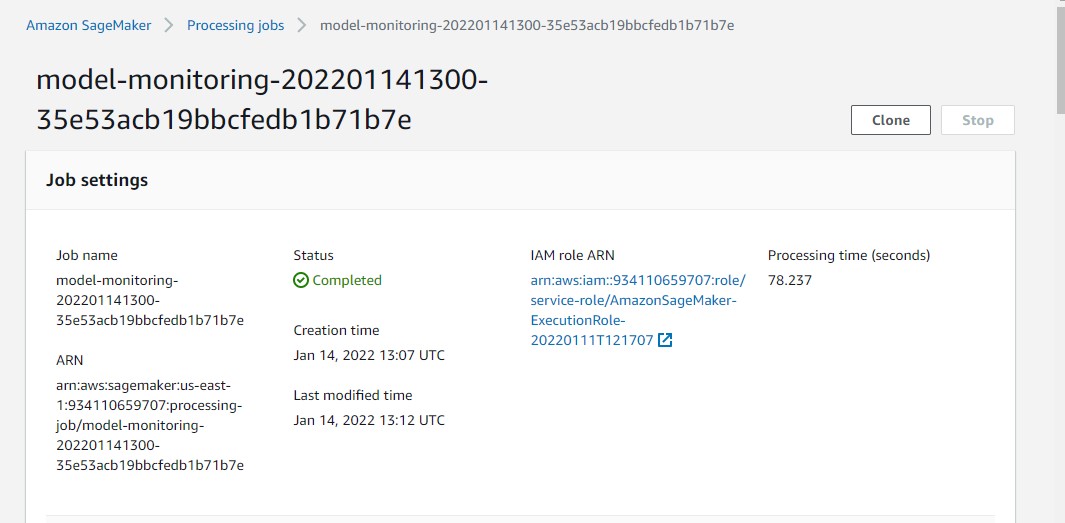 Amazon SageMaker > Processing jobs > model-monitoring-202201141300-35e53acb19bbcfedb1b71b7e
model-monitoring-202201141300-
35e53acb19bbcfedb1b71b7e
Clone
Stop
Job settings
Job name
model-monitoring-
202201141300-
35e53acb19bbcfedb1b71b7e
ARN
arn:aws:sagemaker:us-east-
1:934110659707:processing-
job/model-monitoring-
202201141300-
35e53acb19bbcfedb1b71b7e
Status
Completed
Creation time
Jan 14, 2022 13:07 UTC
Last modified time
Jan 14, 2022 13:12 UTC
IAM role ARN
arn:aws:iam::934110659707:role/
service-role/AmazonSageMaker-
ExecutionRole-
20220111T121707
Processing time (seconds)
78.237